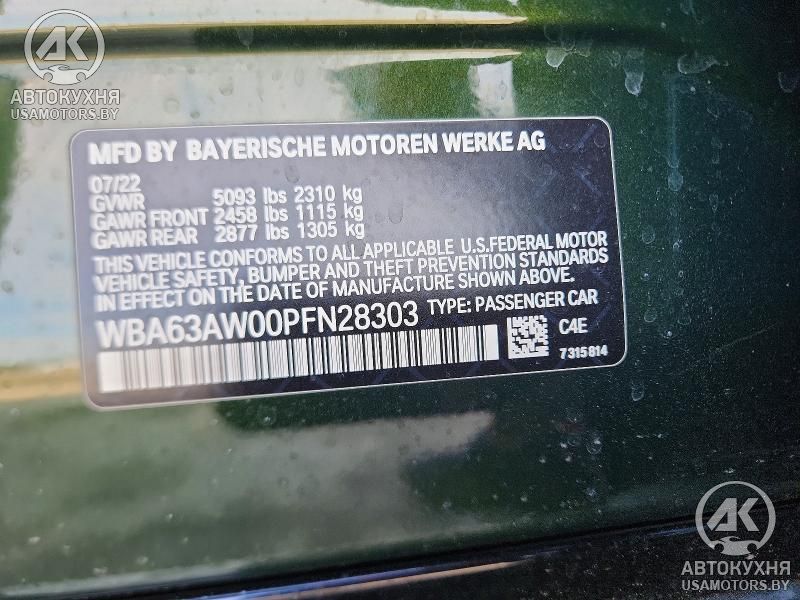 АК
АВТОКУХНЯ
USAMOTORS.BY
MFD BY BAYERISCHE MOTOREN WERKE AG
07/22
GVWR 5093 lbs 2310 kg
GAWR FRONT 2458 lbs 1115 kg
GAWR REAR 2877 lbs 1305 kg
THIS VEHICLE CONFORMS TO ALL APPLICABLE U.S.FEDERAL MOTOR
VEHICLE SAFETY, BUMPER AND THEFT PREVENTION STANDARDS
IN EFFECT ON THE DATE OF MANUFACTURE SHOWN ABOVE.
WBA63AW00PFN28303 TYPE: PASSENGER CAR
C4E
7315814
АК
АВТОКУХНЯ
USAMOTORS.BY